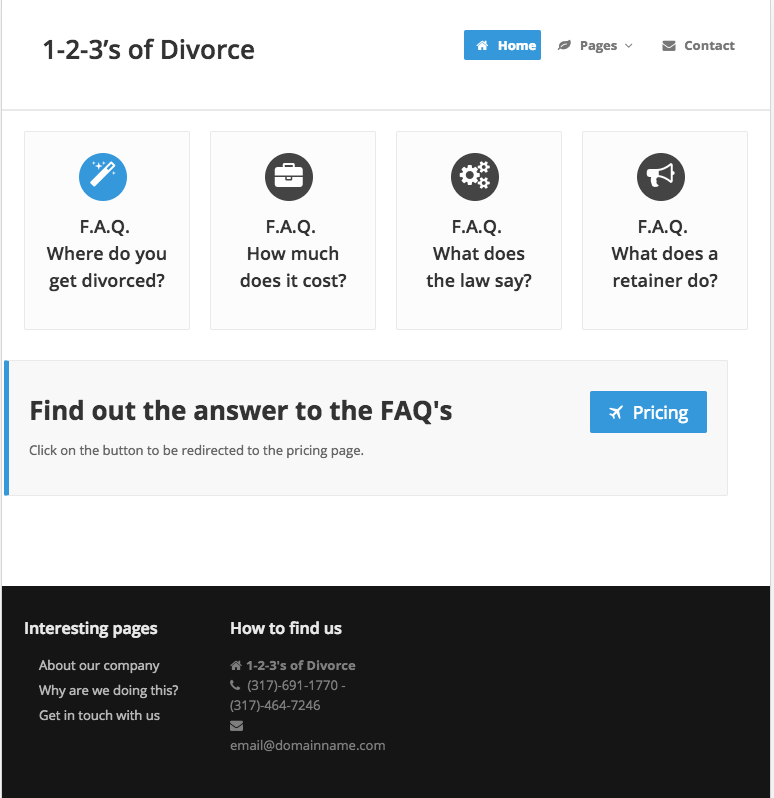 1-2-3’s of Divorce
Home Pages Contact
F.A.Q.
Where do you
get divorced?
F.A.Q.
How much
does it cost?
F.A.Q.
What does
the law say?
F.A.Q.
What does a
retainer do?
Find out the answer to the FAQ's
Pricing
Click on the button to be redirected to the pricing page.
Interesting pages
About our company
Why are we doing this?
Get in touch with us
How to find us
1-2-3's of Divorce
(317)-691-1770 -
(317)-464-7246
email@domainname.com